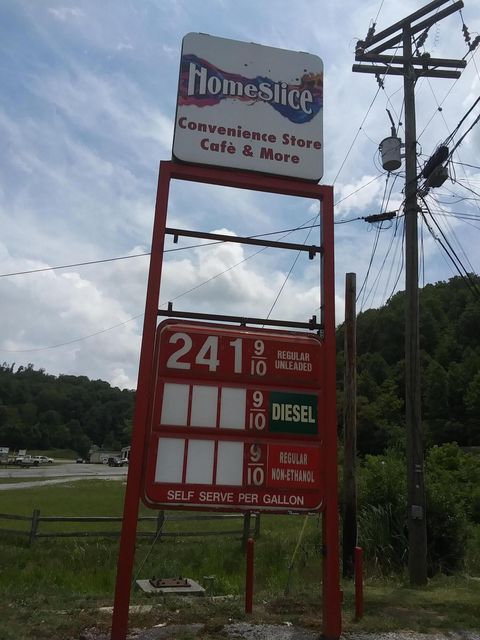 Homeslice
Convenience Store
Cafè & More
241 9/10 REGULAR
UNLEADED
9/10 DIESEL
9/10 REGULAR
NON-ETHANOL
SELF SERVE PER GALLON